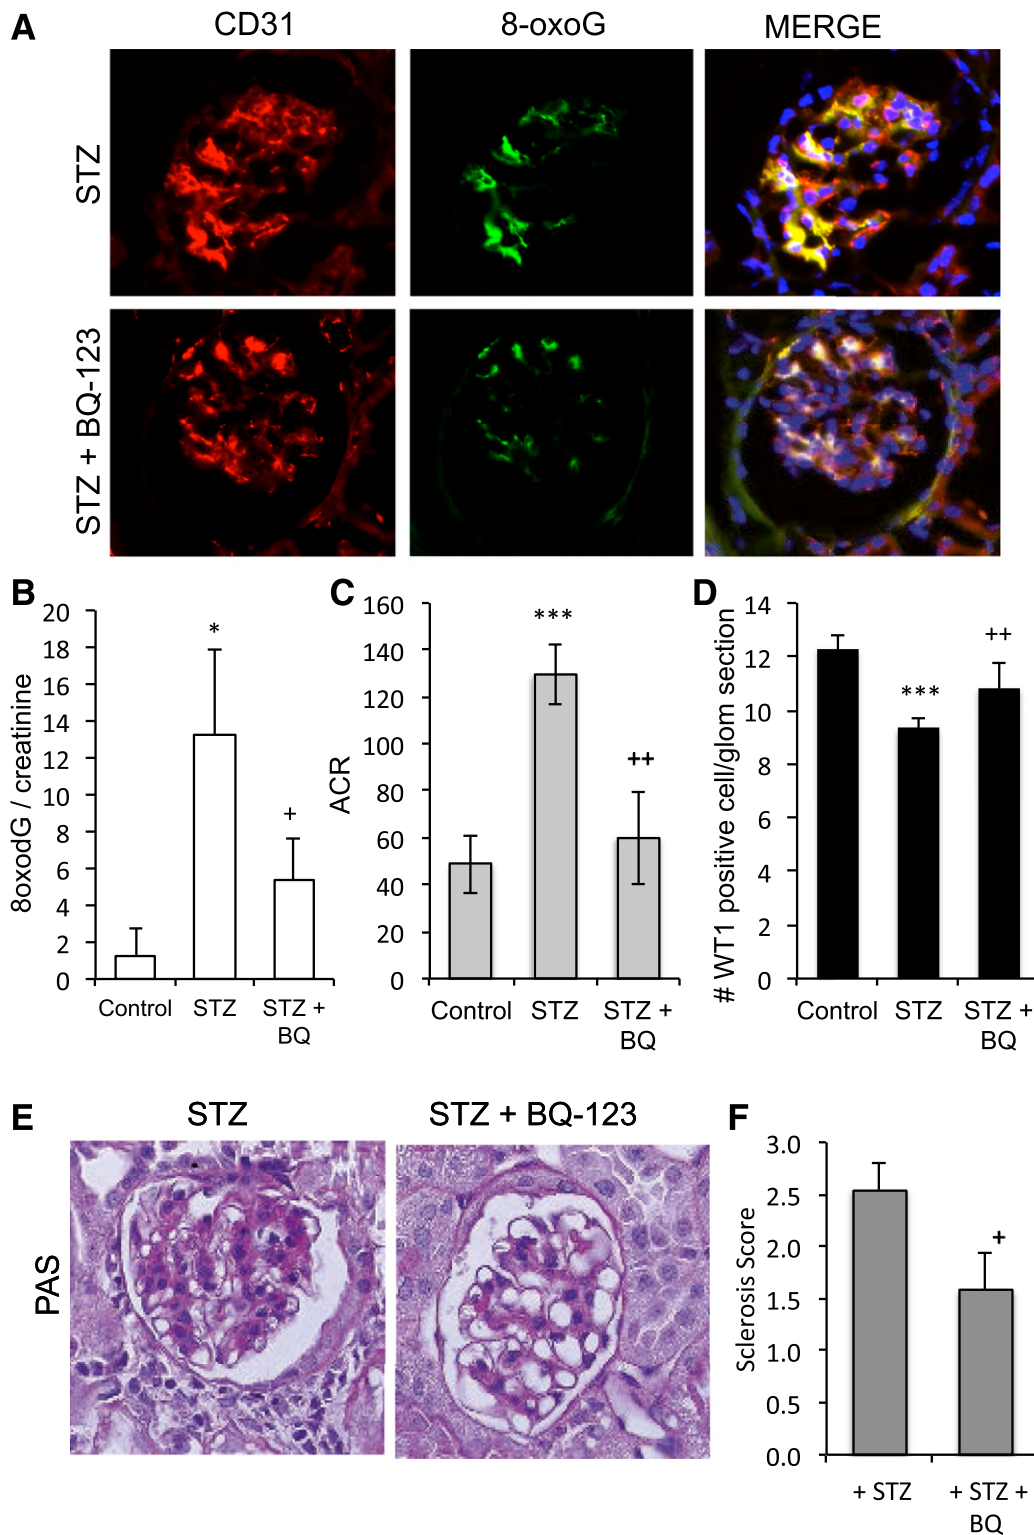 A
CD31 8-oxoG MERGE
STZ
STZ + BQ-123
B
8oxodG / creatinine
20
18
16
14
12
10
8
6
4
2
0
*
+
Control STZ STZ +
BQ
C
ACR
160
140
120
100
80
60
40
20
0
***
++
Control STZ STZ +
BQ
D
# WT1 positive cell/glom section
14
12
10
8
6
4
2
0
***
++
Control STZ STZ +
BQ
E
STZ STZ + BQ-123
PAS
F
Sclerosis Score
3.0
2.5
2.0
1.5
1.0
0.5
0.0
+
+ STZ + STZ +
BQ